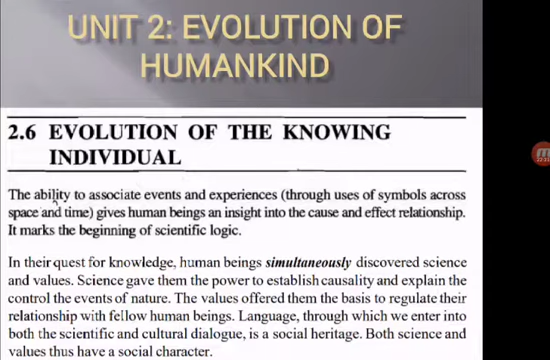 UNIT 2: EVOLUTION OF
HUMANKIND
2.6 EVOLUTION OF THE KNOWING
INDIVIDUAL
The ability to associate events and experiences (through uses of symbols across
space and time) gives human beings an insight into the cause and effect relationship.
It marks the beginning of scientific logic.
In their quest for knowledge, human beings simultaneously discovered science
and values. Science gave them the power to establish causality and explain the
control the events of nature. The values offered them the basis to regulate their
relationship with fellow human beings. Language, through which we enter into
both the scientific and cultural dialogue, is a social heritage. Both science and
values thus have a social character.